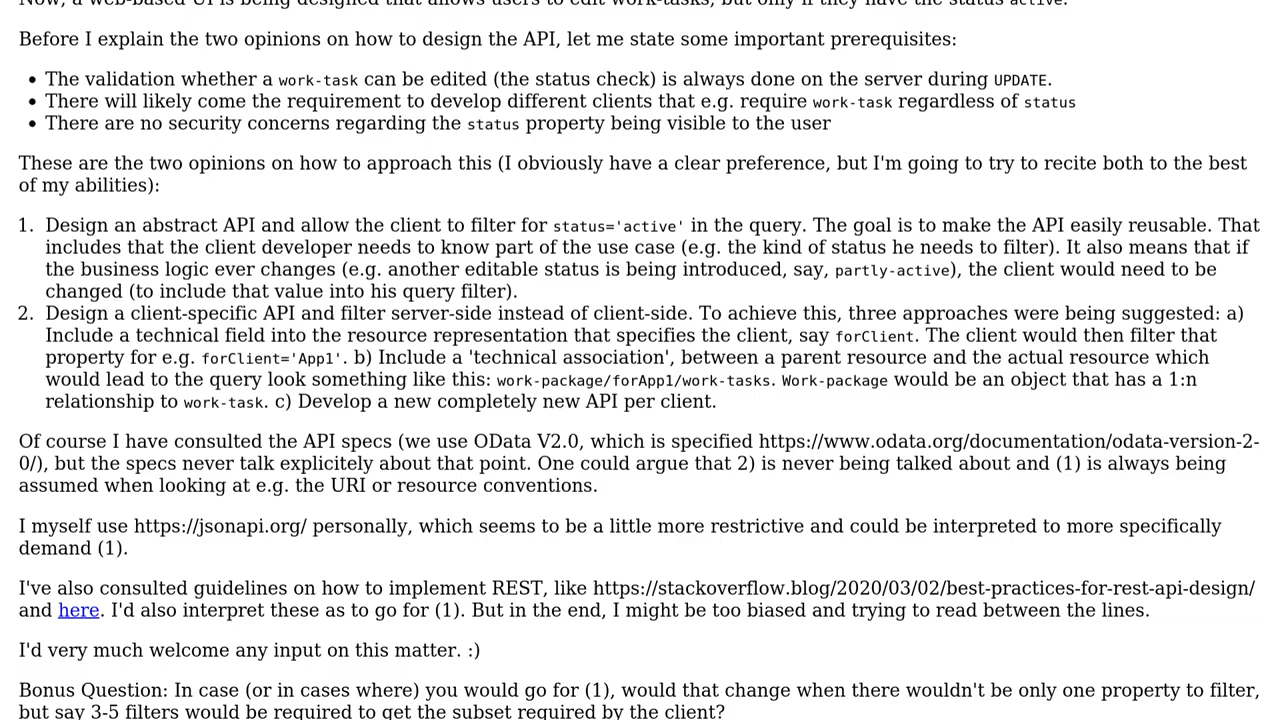 Now, a web-based UI is being designed that allows users to edit work-tasks, but only if they have the status active.
Before I explain the two opinions on how to design the API, let me state some important prerequisites:
• The validation whether a work-task can be edited (the status check) is always done on the server during UPDATE.
• There will likely come the requirement to develop different clients that e.g. require work-task regardless of status
• There are no security concerns regarding the status property being visible to the user
These are the two opinions on how to approach this (I obviously have a clear preference, but I'm going to try to recite both to the best
of my abilities):
1. Design an abstract API and allow the client to filter for status='active' in the query. The goal is to make the API easily reusable. That
includes that the client developer needs to know part of the use case (e.g. the kind of status he needs to filter). It also means that if
the business logic ever changes (e.g. another editable status is being introduced, say, partly-active), the client would need to be
changed (to include that value into his query filter).
2. Design a client-specific API and filter server-side instead of client-side. To achieve this, three approaches were being suggested: a)
Include a technical field into the resource representation that specifies the client, say forClient. The client would then filter that
property for e.g. forClient='App1'. b) Include a 'technical association', between a parent resource and the actual resource which
would lead to the query look something like this: work-package/forApp1/work-tasks. Work-package would be an object that has a 1:n
relationship to work-task. c) Develop a new completely new API per client.
Of course I have consulted the API specs (we use OData V2.0, which is specified https://www.odata.org/documentation/odata-version-2-
0/), but the specs never talk explicitely about that point. One could argue that 2) is never being talked about and (1) is always being
assumed when looking at e.g. the URI or resource conventions.
I myself use https://jsonapi.org/ personally, which seems to be a little more restrictive and could be interpreted to more specifically
demand (1).
I've also consulted guidelines on how to implement REST, like https://stackoverflow.blog/2020/03/02/best-practices-for-rest-api-design/
and here. I'd also interpret these as to go for (1). But in the end, I might be too biased and trying to read between the lines.
I'd very much welcome any input on this matter. :)
Bonus Question: In case (or in cases where) you would go for (1), would that change when there wouldn't be only one property to filter,
but say 3-5 filters would be required to get the subset required by the client?